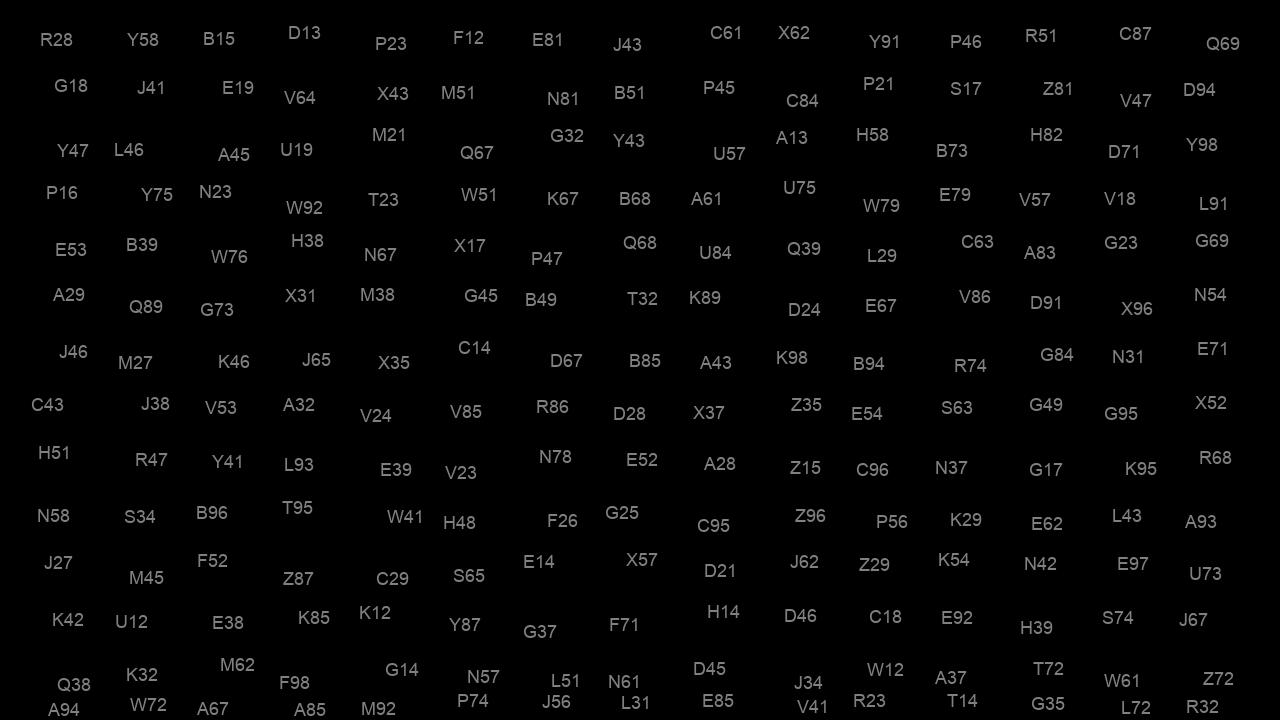 R28 Y58 B15 D13 P23 F12 E81 J43 C61 X62 Y91 P46 R51 C87 Q69
G18 J41 E19 V64 X43 M51 N81 B51 P45 C84 P21 S17 Z81 V47 D94
Y47 L46 A45 U19 M21 Q67 G32 Y43 U57 A13 H58 B73 H82 D71 Y98
P16 Y75 N23 W92 T23 W51 K67 B68 A61 U75 W79 E79 V57 V18 L91
E53 B39 W76 H38 N67 X17 P47 Q68 U84 Q39 L29 C63 A83 G23 G69
A29 Q89 G73 X31 M38 G45 B49 T32 K89 D24 E67 V86 D91 X96 N54
J46 M27 K46 J65 X35 C14 D67 B85 A43 K98 B94 R74 G84 N31 E71
C43 J38 V53 A32 V24 V85 R86 D28 X37 Z35 E54 S63 G49 G95 X52
H51 R47 Y41 L93 E39 V23 N78 E52 A28 Z15 C96 N37 G17 K95 R68
N58 S34 B96 T95 W41 H48 F26 G25 C95 Z96 P56 K29 E62 L43 A93
J27 M45 F52 Z87 C29 S65 E14 X57 D21 J62 Z29 K54 N42 E97 U73
K42 U12 E38 K85 K12 Y87 G37 F71 H14 D46 C18 E92 H39 S74 J67
Q38 K32 M62 F98 G14 N57 L51 N61 D45 J34 W12 A37 T72 W61 Z72
A94 W72 A67 A85 M92 P74 J56 L31 E85 V41 R23 T14 G35 L72 R32